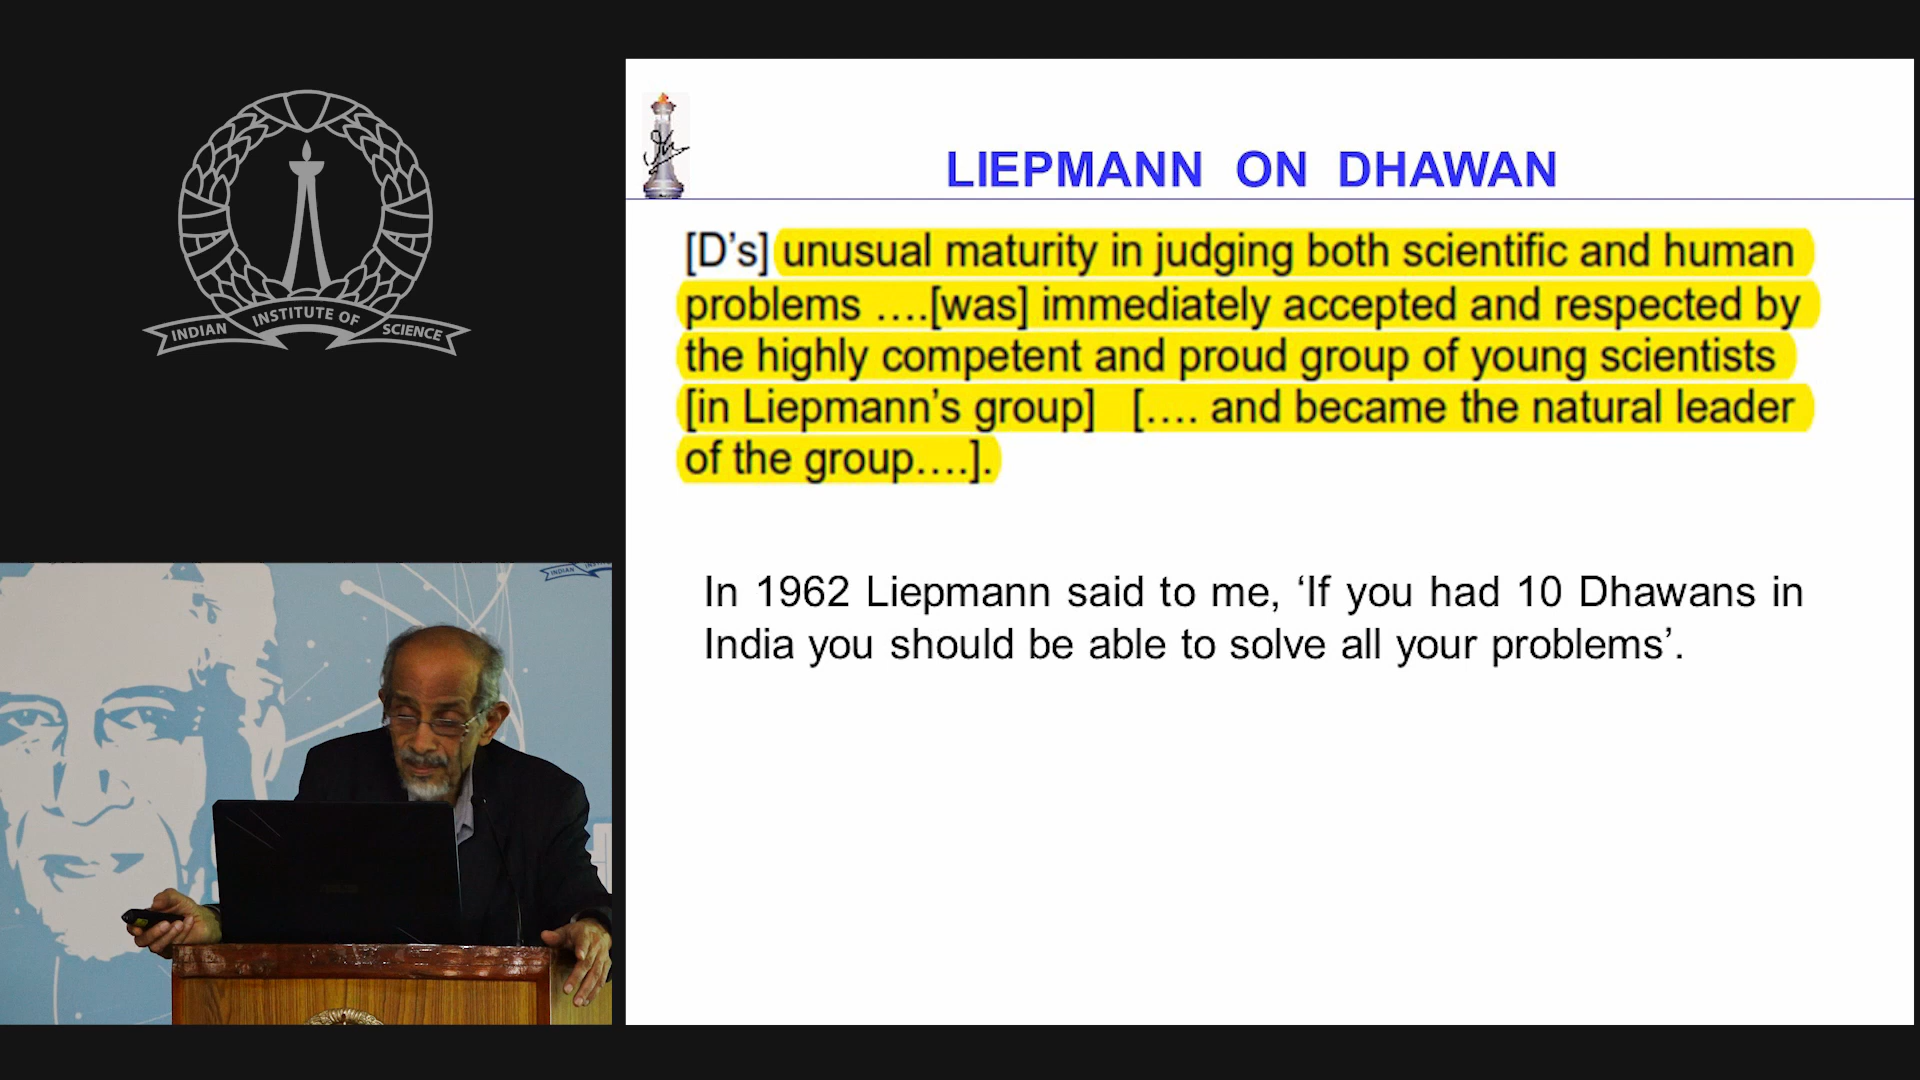 INDIAN INSTITUTE OF SCIENCE
LIEPMANN ON DHAWAN
[D’s] unusual maturity in judging both scientific and human
problems ….[was] immediately accepted and respected by
the highly competent and proud group of young scientists
[in Liepmann’s group] […. and became the natural leader
of the group….].
In 1962 Liepmann said to me, ‘If you had 10 Dhawans in
India you should be able to solve all your problems’.
INDIAN